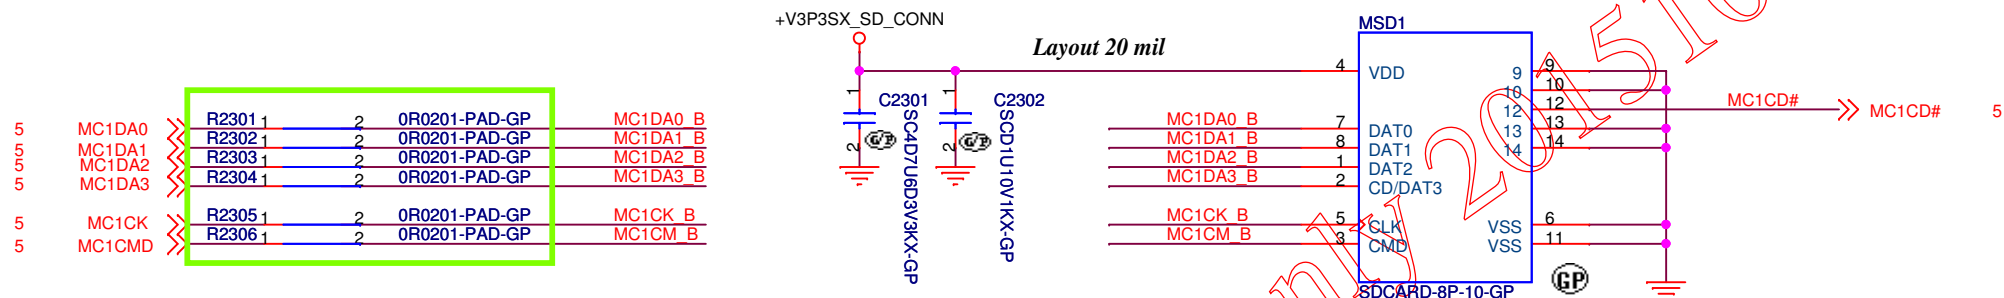 +V3P3SX_SD_CONN
Layout 20 mil
MSD1
4 VDD 9 9
10 10
12 12 MC1CD# MC1CD# 5
13 13
14 14
C2301
SC4D7U6D3V3KX-GP
1
2
C2302
SCD1U10V1KX-GP
1
2
G/P
G/P
5 MC1DA0 R2301 1 2 0R0201-PAD-GP MC1DA0_B
5 MC1DA1 R2302 1 2 0R0201-PAD-GP MC1DA1_B
5 MC1DA2 R2303 1 2 0R0201-PAD-GP MC1DA2_B
5 MC1DA3 R2304 1 2 0R0201-PAD-GP MC1DA3_B
5 MC1CK R2305 1 2 0R0201-PAD-GP MC1CK_B
5 MC1CMD R2306 1 2 0R0201-PAD-GP MC1CM_B
MC1DA0_B 7 DAT0
MC1DA1_B 8 DAT1
MC1DA2_B 1 DAT2
MC1DA3_B 2 CD/DAT3
MC1CK_B 5 CLK VSS 6
MC1CM_B 3 CMD VSS 11
GP
SDCARD-8P-10-GP